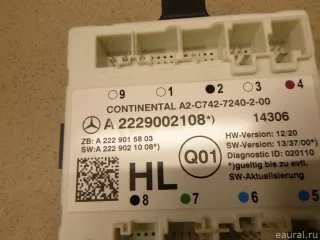 9 1 2 3 4
CONTINENTAL A2-C742-7240-2-00
A 2229002108*) 14306
ZB: A 222 901 58 03 HW-Version: 12/20
SW:A 222 902 10 08*) SW-Version: 13/37/00*)
Diagnostic ID: 020110
*)gueltig bis zu evtl.
SW-Aktualisierung
HL Q01
8 7 6 5
© eaural.ru